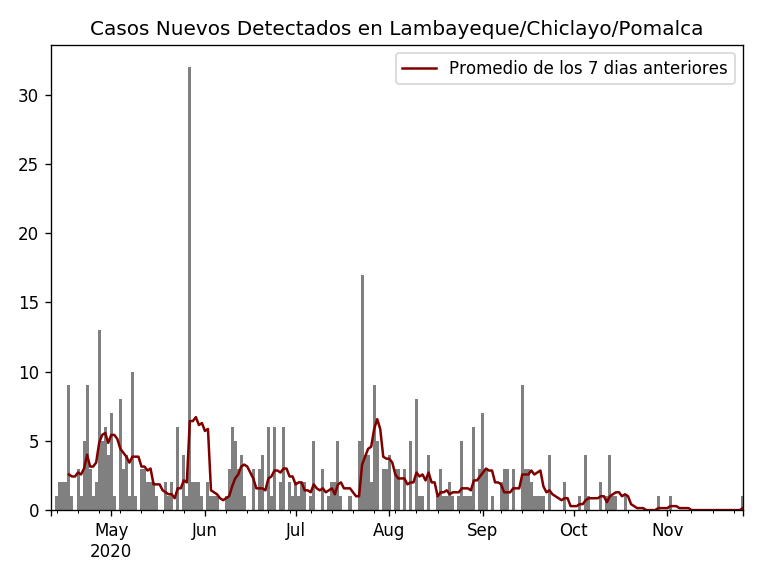 Casos Nuevos Detectados en Lambayeque/Chiclayo/Pomalca
Promedio de los 7 dias anteriores
30
25
20
15
10
5
0
May Jun Jul Aug Sep Oct Nov
2020